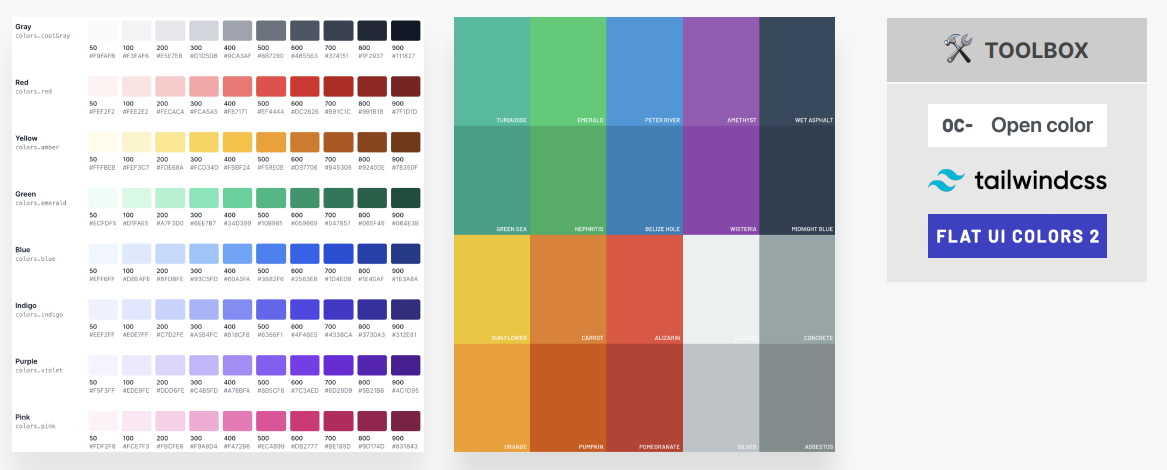 Gray
colors.coolGray
50 100 200 300 400 500 600 700 800 900
#F9FAFB #F3F4F6 #E5E7EB #D1D5DB #9CA3AF #6B7280 #4B5563 #374151 #1F2937 #111827
Red
colors.red
50 100 200 300 400 500 600 700 800 900
#FEF2F2 #FEE2E2 #FECACA #FCA5A5 #F87171 #EF4444 #DC2626 #B91C1C #991B1B #7F1D1D
Yellow
colors.amber
50 100 200 300 400 500 600 700 800 900
#FFFBEB #FEF3C7 #FDE68A #FCD34D #FBBF24 #F59E0B #D97706 #B45309 #92400E #78350F
Green
colors.emerald
50 100 200 300 400 500 600 700 800 900
#ECFDF5 #D1FAE5 #A7F3D0 #6EE7B7 #34D399 #10B981 #059669 #047857 #065F46 #064E3B
Blue
colors.blue
50 100 200 300 400 500 600 700 800 900
#EFF6FF #DBEAFE #BFDBFE #93C5FD #60A5FA #3B82F6 #2563EB #1D4ED8 #1E40AF #1E3A8A
Indigo
colors.indigo
50 100 200 300 400 500 600 700 800 900
#EEF2FF #E0E7FF #C7D2FE #A5B4FC #818CF8 #6366F1 #4F46E5 #4338CA #3730A3 #312E81
Purple
colors.violet
50 100 200 300 400 500 600 700 800 900
#F5F3FF #EDE9FE #DDD6FE #C4B5FD #A78BFA #8B5CF6 #7C3AED #6D28D9 #5B21B6 #4C1D95
Pink
colors.pink
50 100 200 300 400 500 600 700 800 900
#FDF2F8 #FCE7F3 #FBCFE8 #F9A8D4 #F472B6 #EC4899 #DB2777 #BE185D #9D174D #831843
TURQUOISE EMERALD PETER RIVER AMETHYST WET ASPHALT
GREEN SEA NEPHRITIS BELIZE HOLE WISTERIA MIDNIGHT BLUE
SUN FLOWER CARROT ALIZARIN CONCRETE
ORANGE PUMPKIN POMEGRANATE SILVER ASBESTOS
TOOLBOX
OC- Open color
tailwindcss
FLAT UI COLORS 2